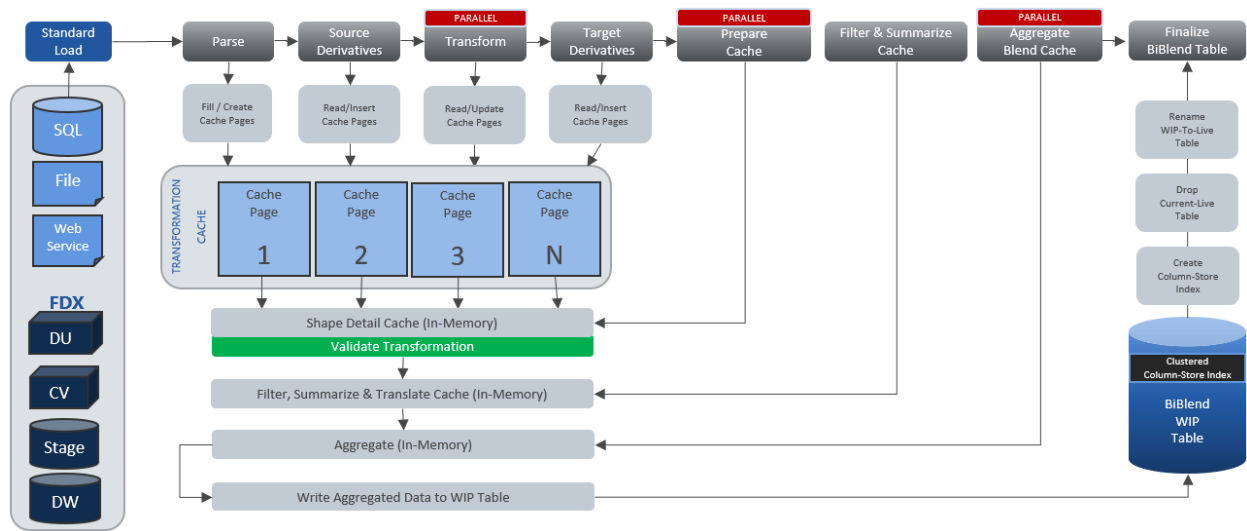 PARALLEL
PARALLEL
PARALLEL
Standard
Load
Parse
Source
Derivatives
Transform
Target
Derivatives
Prepare
Cache
Filter & Summarize
Cache
Aggregate
Blend Cache
Finalize
BiBlend Table
SQL
File
Web
Service
FDX
DU
CV
Stage
DW
Fill / Create
Cache Pages
Read/Insert
Cache Pages
Read/Update
Cache Pages
Read/Insert
Cache Pages
TRANSFORMATION
CACHE
Cache
Page
1
Cache
Page
2
Cache
Page
3
Cache
Page
N
Shape Detail Cache (In-Memory)
Validate Transformation
Filter, Summarize & Translate Cache (In-Memory)
Aggregate (In-Memory)
Write Aggregated Data to WIP Table
Rename
WIP-To-Live
Table
Drop
Current-Live
Table
Create
Column-Store
Index
Clustered
Column-Store Index
BiBlend
WIP
Table